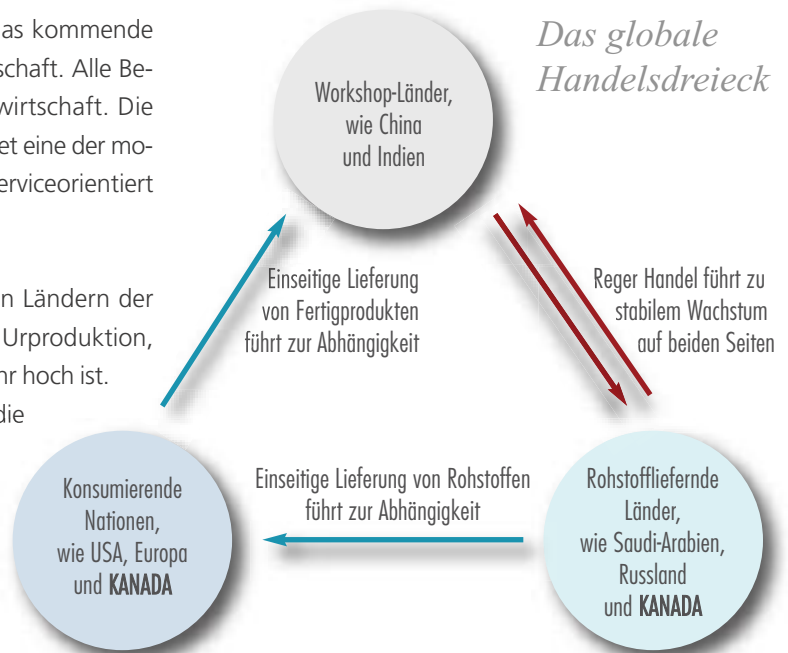 as kommende
schaft. Alle Be-
wirtschaft. Die
et eine der mo-
erviceorientiert
n Ländern der
Urproduktion,
hr hoch ist.
die
Das globale
Handelsdreieck
Workshop-Länder,
wie China
und Indien
Einseitige Lieferung
von Fertigprodukten
führt zur Abhängigkeit
Reger Handel führt zu
stabilem Wachstum
auf beiden Seiten
Konsumierende
Nationen,
wie USA, Europa
und KANADA
Einseitige Lieferung von Rohstoffen
führt zur Abhängigkeit
Rohstoffliefernde
Länder,
wie Saudi-Arabien,
Russland
und KANADA